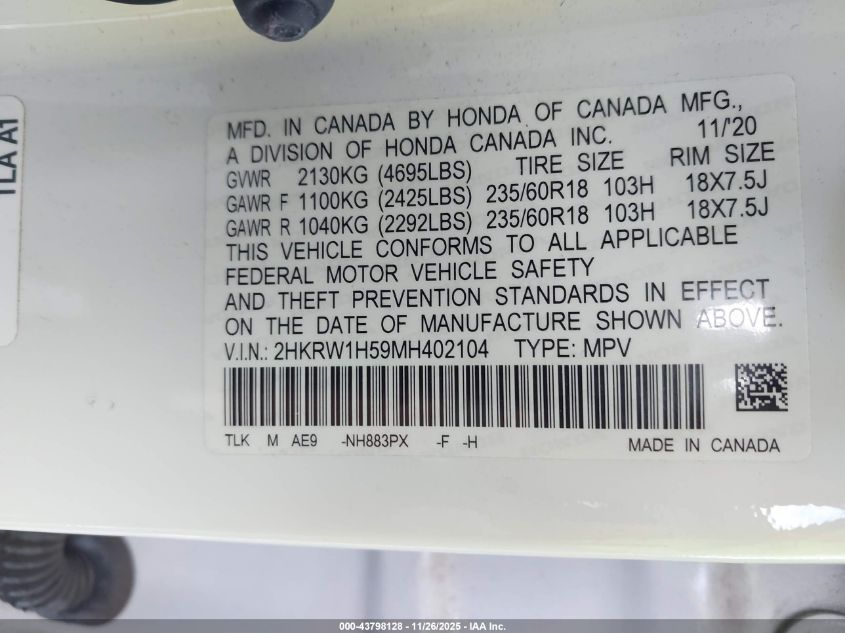 TLA A1
MFD. IN CANADA BY HONDA OF CANADA MFG.,
A DIVISION OF HONDA CANADA INC. 11/'20
GVWR 2130KG (4695LBS) TIRE SIZE RIM SIZE
GAWR F 1100KG (2425LBS) 235/60R18 103H 18X7.5J
GAWR R 1040KG (2292LBS) 235/60R18 103H 18X7.5J
THIS VEHICLE CONFORMS TO ALL APPLICABLE
FEDERAL MOTOR VEHICLE SAFETY
AND THEFT PREVENTION STANDARDS IN EFFECT
ON THE DATE OF MANUFACTURE SHOWN ABOVE.
V.I.N.: 2HKRW1H59MH402104 TYPE: MPV
TLK M AE9 -NH883PX -F -H MADE IN CANADA
000-43798128 - 11/26/2025 - IAA Inc.